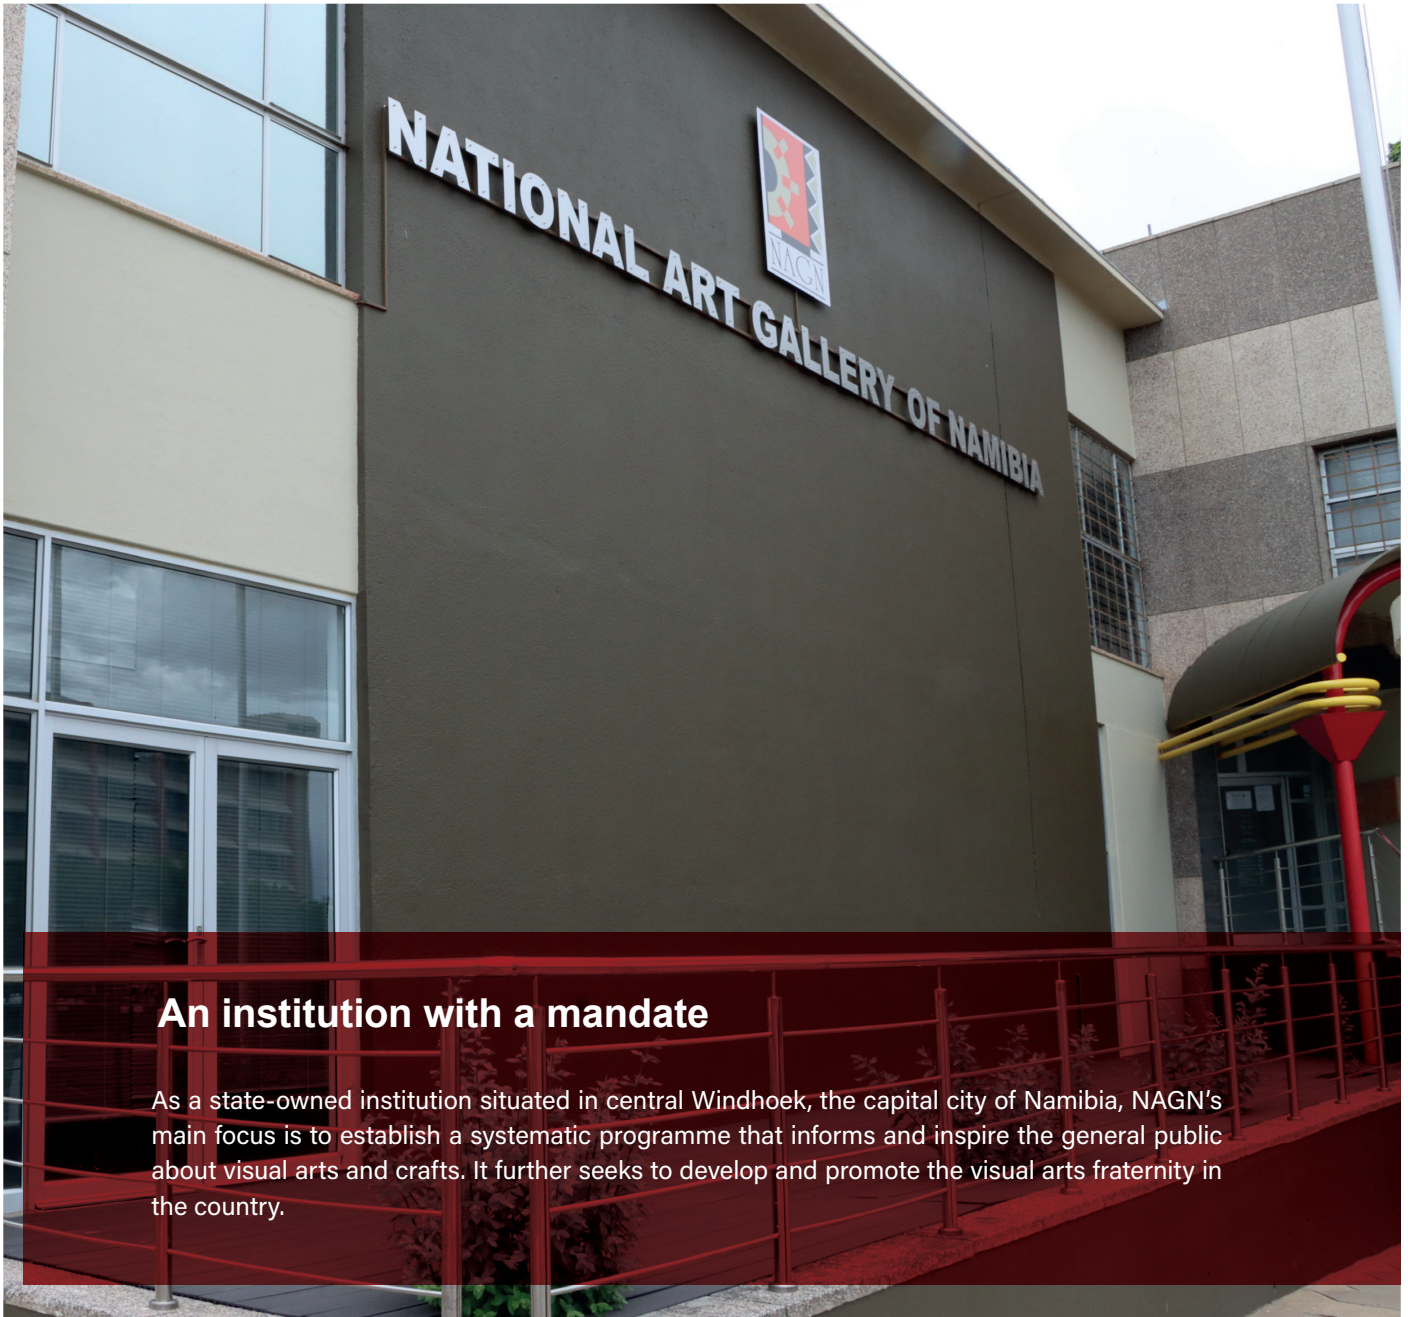 NATIONAL ART GALLERY OF NAMIBIA
NAGN
An institution with a mandate
As a state-owned institution situated in central Windhoek, the capital city of Namibia, NAGN's
main focus is to establish a systematic programme that informs and inspire the general public
about visual arts and crafts. It further seeks to develop and promote the visual arts fraternity in
the country.